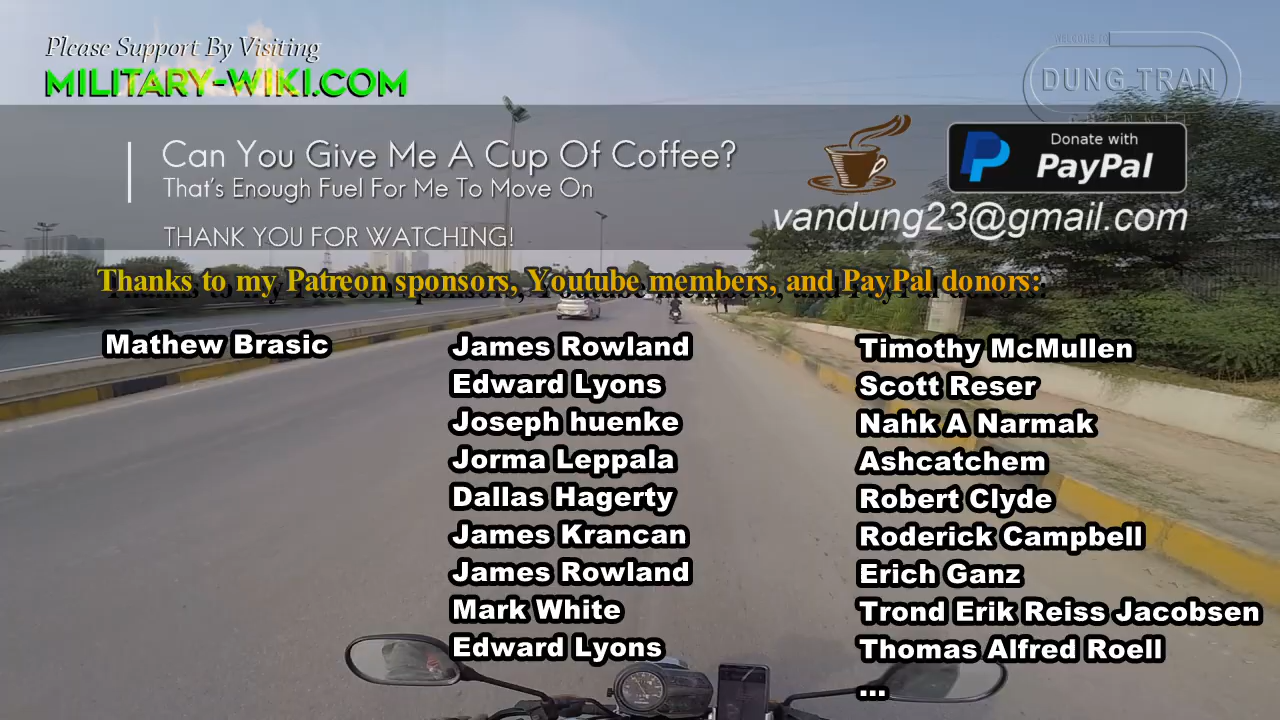 Please Support By Visiting
MILITARY-WIKI.COM
WELCOME TO
DUNG TRAN
CHANNEL
Can You Give Me A Cup Of Coffee?
That's Enough Fuel For Me To Move On
THANK YOU FOR WATCHING!
Donate with
PayPal
vandung23@gmail.com
Thanks to my Patreon sponsors, Youtube members, and PayPal donors:
Mathew Brasic
James Rowland
Edward Lyons
Joseph huenke
Jorma Leppala
Dallas Hagerty
James Krancan
James Rowland
Mark White
Edward Lyons
Timothy McMullen
Scott Reser
Nahk A Narmak
Ashcatchem
Robert Clyde
Roderick Campbell
Erich Ganz
Trond Erik Reiss Jacobsen
Thomas Alfred Roell
...